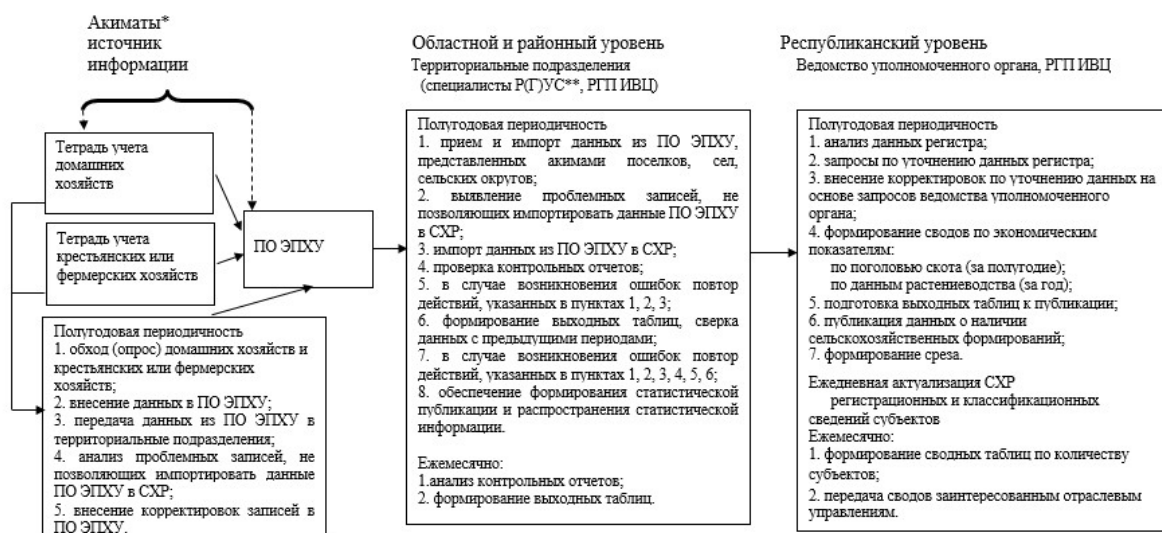 Акиматы*
источник
информации
Тетрадь учета
домашних
хозяйств
Тетрадь учета
крестьянских или
фермерских хозяйств
ПО ЭПХУ
Полугодовая периодичность
1. обход (опрос) домашних хозяйств и
крестьянских или фермерских
хозяйств;
2. внесение данных в ПО ЭПХУ;
3. передача данных из ПО ЭПХУ в
территориальные подразделения;
4. анализ проблемных записей, не
позволяющих импортировать данные
ПО ЭПХУ в СХР;
5. внесение корректировок записей в
ПО ЭПХУ.
Областной и районный уровень
Территориальные подразделения
(специалисты Р(Г)УС**, РГП ИВЦ)
Полугодовая периодичность
1. прием и импорт данных из ПО ЭПХУ,
представленных акимами поселков, сел,
сельских округов;
2. выявление проблемных записей, не
позволяющих импортировать данные ПО ЭПХУ
в СХР;
3. импорт данных из ПО ЭПХУ в СХР;
4. проверка контрольных отчетов;
5. в случае возникновения ошибок повтор
действий, указанных в пунктах 1, 2, 3;
6. формирование выходных таблиц, сверка
данных с предыдущими периодами;
7. в случае возникновения ошибок повтор
действий, указанных в пунктах 1, 2, 3, 4, 5, 6;
8. обеспечение формирования статистической
публикации и распространения статистической
информации.
Ежемесячно:
1.анализ контрольных отчетов;
2. формирование выходных таблиц.
Республиканский уровень
Ведомство уполномоченного органа, РГП ИВЦ
Полугодовая периодичность
1. анализ данных регистра;
2. запросы по уточнению данных регистра;
3. внесение корректировок по уточнению данных на
основе запросов ведомства уполномоченного
органа;
4. формирование сводов по экономическим
показателям:
по поголовью скота (за полугодие);
по данным растениеводства (за год);
5. подготовка выходных таблиц к публикации;
6. публикация данных о наличии
сельскохозяйственных формирований;
7. формирование среза.
Ежедневная актуализация СХР
регистрационных и классификационных
сведений субъектов
Ежемесячно:
1. формирование сводных таблиц по количеству
субъектов;
2. передача сводов заинтересованным отраслевым
управлениям.